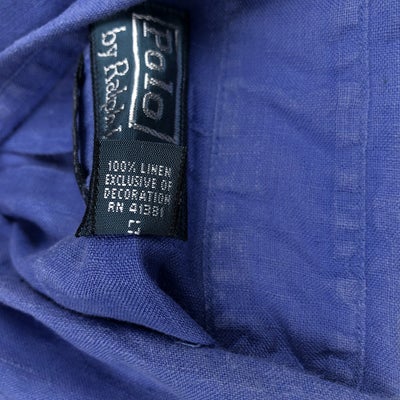 Polo
by Ralph
100% LINEN
EXCLUSIVE OF
DECORATION
RN 41381